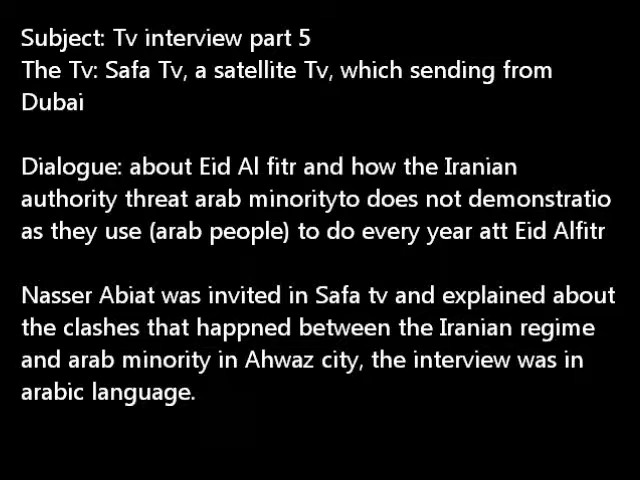 Subject: Tv interview part 5
The Tv: Safa Tv, a satellite Tv, which sending from
Dubai
Dialogue: about Eid Al fitr and how the Iranian
authority threat arab minorityto does not demonstratio
as they use (arab people) to do every year att Eid Alfitr
Nasser Abiat was invited in Safa tv and explained about
the clashes that happned between the Iranian regime
and arab minority in Ahwaz city, the interview was in
arabic language.